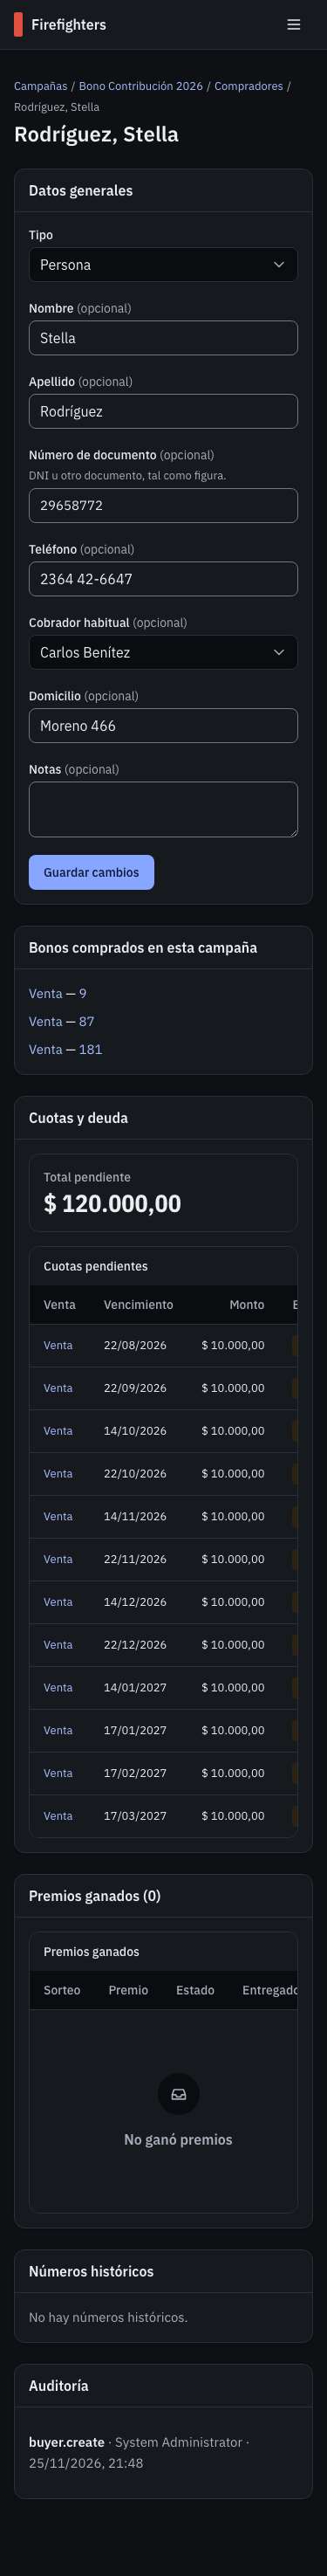 Firefighters
Campañas / Bono Contribución 2026 / Compradores /
Rodríguez, Stella
Rodríguez, Stella
Datos generales
Tipo
Persona
Nombre (opcional)
Stella
Apellido (opcional)
Rodríguez
Número de documento (opcional)
DNI u otro documento, tal como figura.
29658772
Teléfono (opcional)
2364 42-6647
Cobrador habitual (opcional)
Carlos Benítez
Domicilio (opcional)
Moreno 466
Notas (opcional)
Guardar cambios
Bonos comprados en esta campaña
Venta — 9
Venta — 87
Venta — 181
Cuotas y deuda
Total pendiente
$ 120.000,00
Cuotas pendientes
Venta Vencimiento Monto
Venta 22/08/2026 $ 10.000,00
Venta 22/09/2026 $ 10.000,00
Venta 14/10/2026 $ 10.000,00
Venta 22/10/2026 $ 10.000,00
Venta 14/11/2026 $ 10.000,00
Venta 22/11/2026 $ 10.000,00
Venta 14/12/2026 $ 10.000,00
Venta 22/12/2026 $ 10.000,00
Venta 14/01/2027 $ 10.000,00
Venta 17/01/2027 $ 10.000,00
Venta 17/02/2027 $ 10.000,00
Venta 17/03/2027 $ 10.000,00
Premios ganados (0)
Premios ganados
Sorteo Premio Estado Entregado
No ganó premios
Números históricos
No hay números históricos.
Auditoría
buyer.create · System Administrator ·
25/11/2026, 21:48